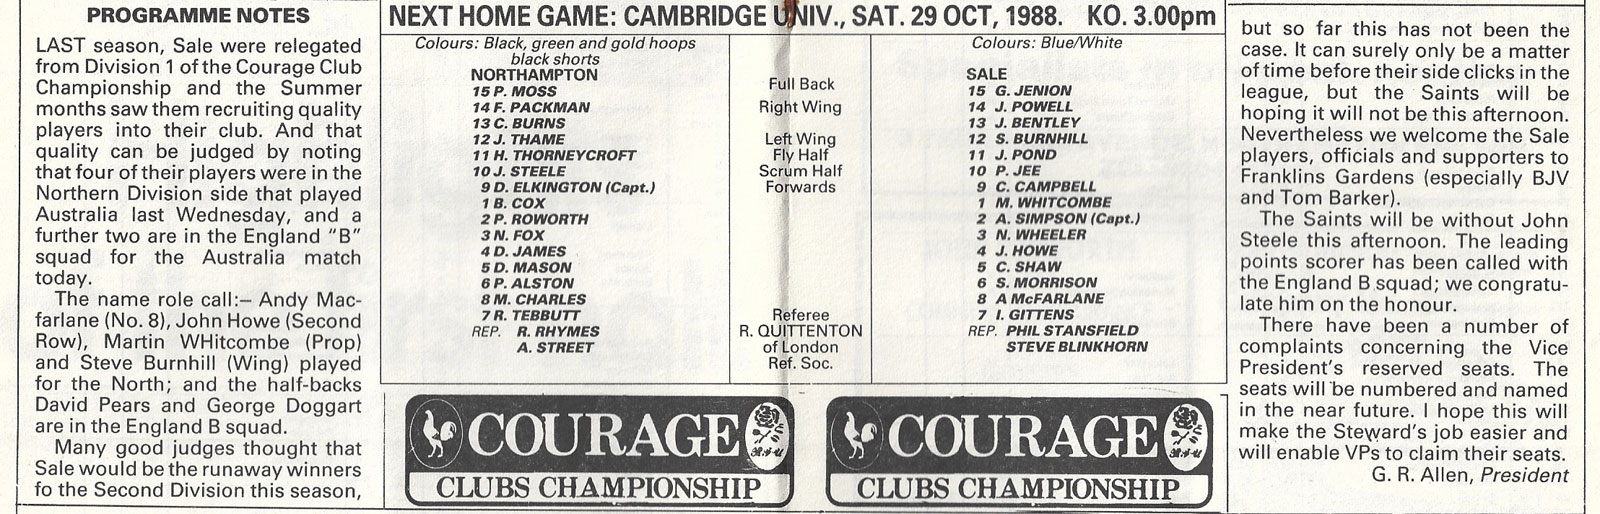 PROGRAMME NOTES
LAST season, Sale were relegated
from Division 1 of the Courage Club
Championship and the Summer
months saw them recruiting quality
players into their club. And that
quality can be judged by noting
that four of their players were in the
Northern Division side that played
Australia last Wednesday, and a
further two are in the England "B"
squad for the Australia match
today.
The name role call:– Andy Mac-
farlane (No. 8), John Howe (Second
Row), Martin WHitcombe (Prop)
and Steve Burnhill (Wing) played
for the North; and the half-backs
David Pears and George Doggart
are in the England B squad.
Many good judges thought that
Sale would be the runaway winners
fo the Second Division this season,
NEXT HOME GAME: CAMBRIDGE UNIV., SAT. 29 OCT, 1988. KO. 3.00pm
Colours: Black, green and gold hoops
black shorts
NORTHAMPTON
15 P. MOSS
14 F. PACKMAN
13 C. BURNS
12 J. THAME
11 H. THORNEYCROFT
10 J. STEELE
9 D. ELKINGTON (Capt.)
1 B. COX
2 P. ROWORTH
3 N. FOX
4 D. JAMES
5 D. MASON
6 P. ALSTON
8 M. CHARLES
7 R. TEBBUTT
REP. R. RHYMES
A. STREET
Full Back
Right Wing
Left Wing
Fly Half
Scrum Half
Forwards
Referee
R. QUITTENTON
of London
Ref. Soc.
Colours: Blue/White
SALE
15 G. JENION
14 J. POWELL
13 J. BENTLEY
12 S. BURNHILL
11 J. POND
10 P. JEE
9 C. CAMPBELL
1 M. WHITCOMBE
2 A. SIMPSON (Capt.)
3 N. WHEELER
4 J. HOWE
5 C. SHAW
6 S. MORRISON
8 A McFARLANE
7 I. GITTENS
REP. PHIL STANSFIELD
STEVE BLINKHORN
COURAGE
CLUBS CHAMPIONSHIP
COURAGE
CLUBS CHAMPIONSHIP
but so far this has not been the
case. It can surely only be a matter
of time before their side clicks in the
league, but the Saints will be
hoping it will not be this afternoon.
Nevertheless we welcome the Sale
players, officials and supporters to
Franklins Gardens (especially BJV
and Tom Barker).
The Saints will be without John
Steele this afternoon. The leading
points scorer has been called with
the England B squad; we congratu-
late him on the honour.
There have been a number of
complaints concerning the Vice
President's reserved seats. The
seats will be numbered and named
in the near future. I hope this will
make the Steward's job easier and
will enable VPs to claim their seats.
G. R. Allen, President